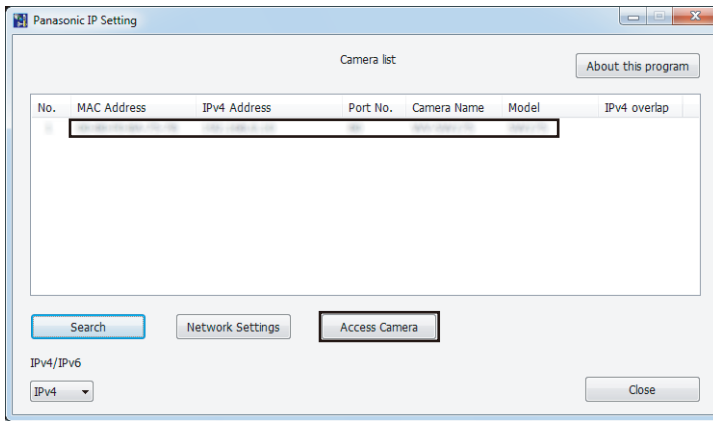 Panasonic IP Setting
Camera list
About this program
No. MAC Address IPv4 Address Port No. Camera Name Model IPv4 overlap
Search Network Settings Access Camera
IPv4/IPv6
IPv4 Close